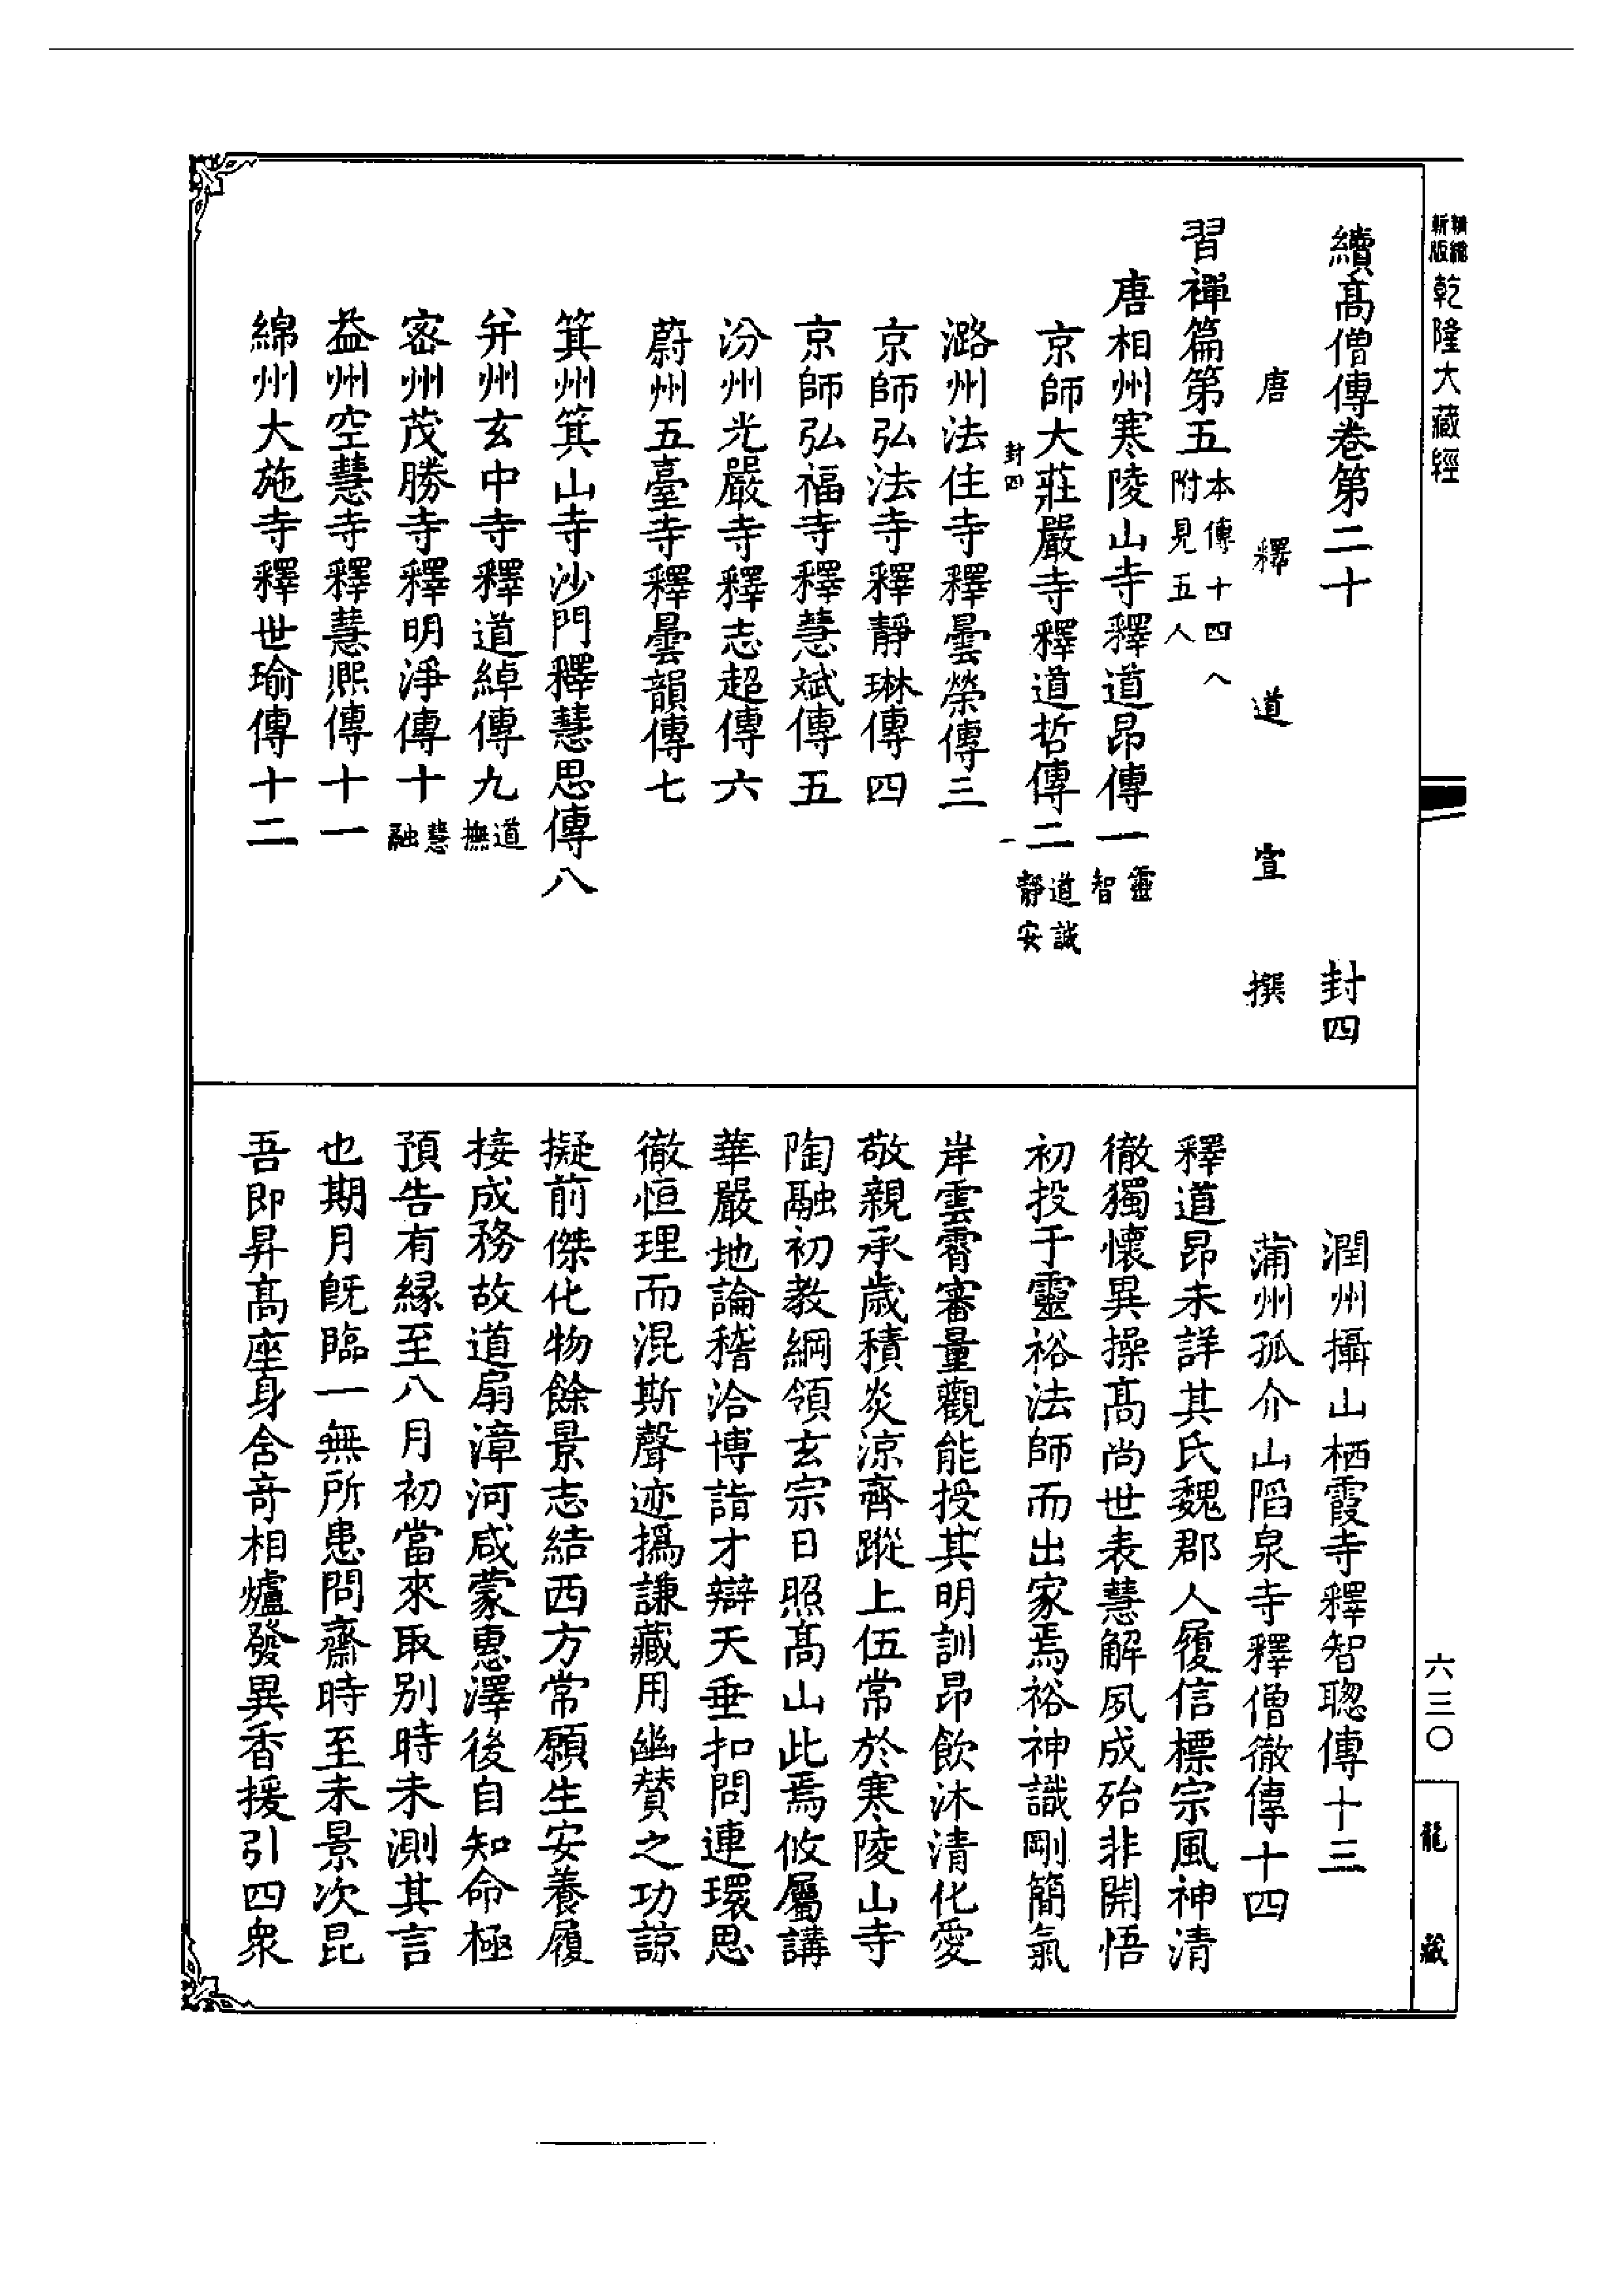 精縮新版乾隆大藏經
續高僧傳卷第二十 封四
唐釋道宣撰
習禪篇第五 本傳十四人附見五人
唐相州寒陵山寺釋道昂傳一 靈智
京師大莊嚴寺釋道哲傳二 道誠靜安
封四 一
潞州法住寺釋曇榮傳三
京師弘法寺釋靜琳傳四
京師弘福寺釋慧斌傳五
汾州光嚴寺釋志超傳六
蔚州五臺寺釋曇韻傳七
箕州箕山寺沙門釋慧思傳八
并州玄中寺釋道綽傳九 道撫
密州茂勝寺釋明淨傳十 慧融
益州空慧寺釋慧熈傳十一
綿州大施寺釋世瑜傳十二
潤州攝山栖霞寺釋智聦傳十三
蒲州孤介山陷泉寺釋僧徹傳十四
釋道昂未詳其氏魏郡人履信標宗風神清
徹獨懷異操高尚世表慧解夙成殆非開悟
初投于靈裕法師而出家焉裕神識剛簡氣
岸雲霄審量觀能授其明訓昂飲沐清化愛
敬親承歲積炎涼齊蹤上伍常於寒陵山寺
陶融初教綱領玄宗日照高山此焉攸屬講
華嚴地論稽洽博詣才辯天垂扣問連環思
徹恒理而混斯聲迹撝謙藏用幽贊之功諒
擬前傑化物餘景志結西方常願生安養履
接成務故道扇漳河咸蒙惠澤後自知命極
預告有緣至八月初當來取別時未測其言
也期月既臨一無所患問齋時至未景次昆
吾即昇高座身含奇相爐發異香援引四衆
六三〇
龍藏